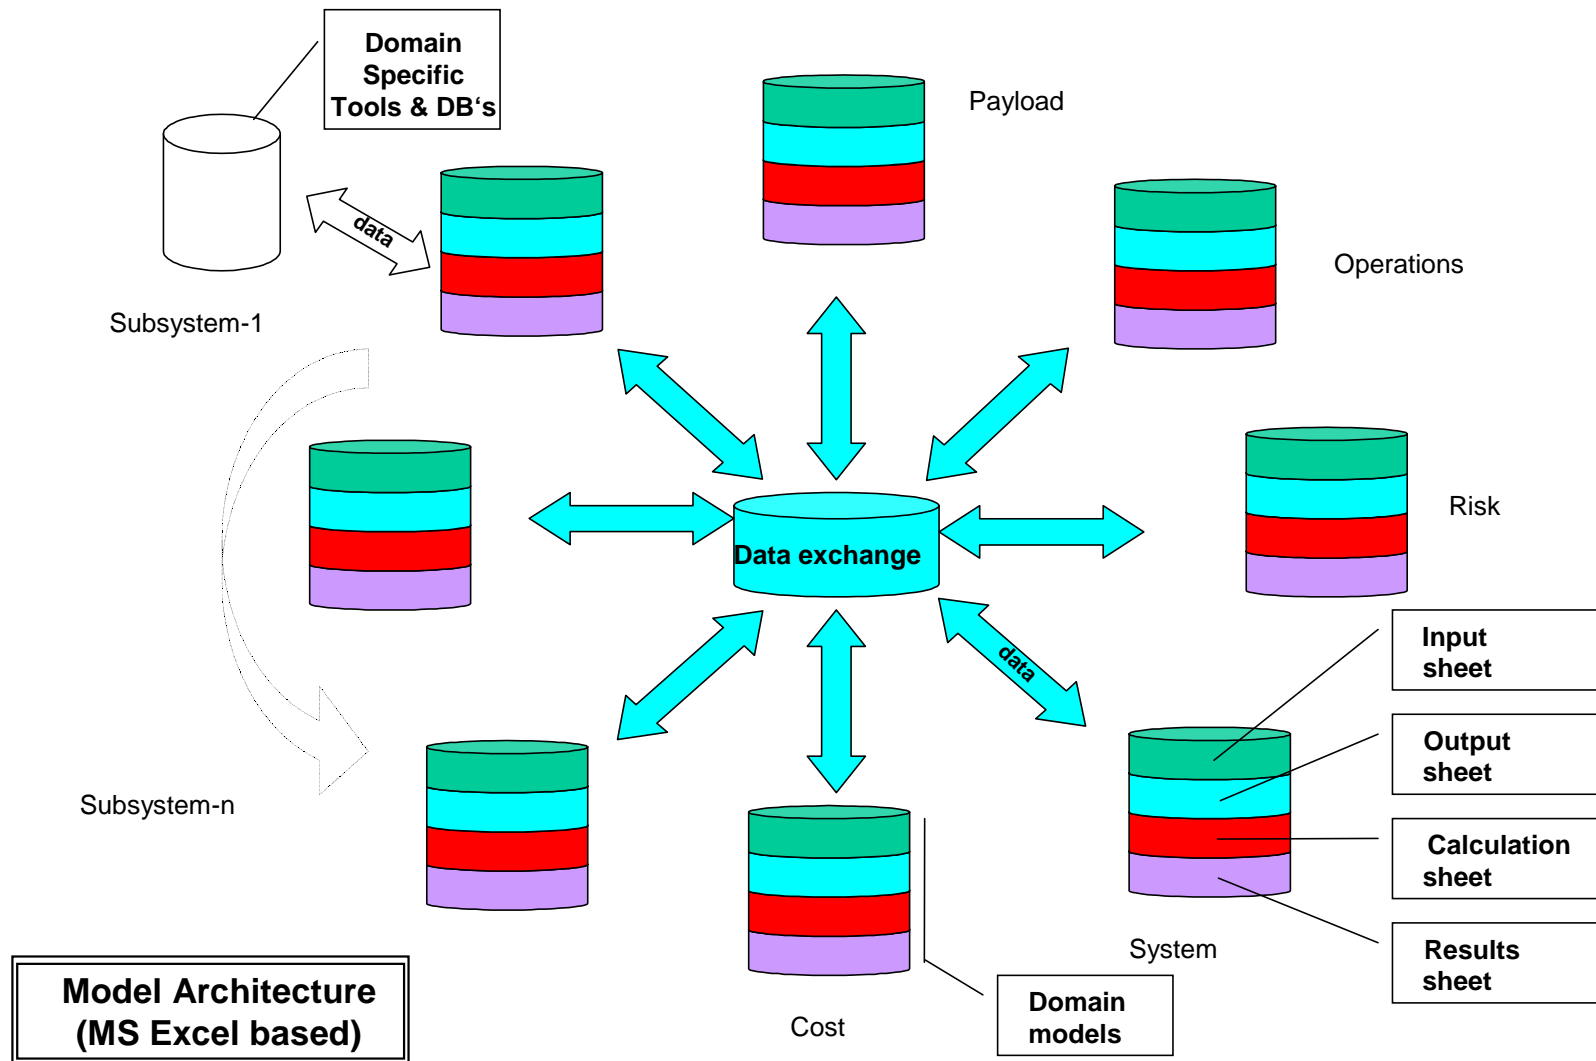 Domain
Specific
Tools & DB‘s
Payload
data
Operations
Subsystem-1
Risk
Data exchange
data
Input
sheet
Output
sheet
Subsystem-n
Calculation
sheet
System
Results
sheet
Model Architecture
(MS Excel based)
Cost
Domain
models